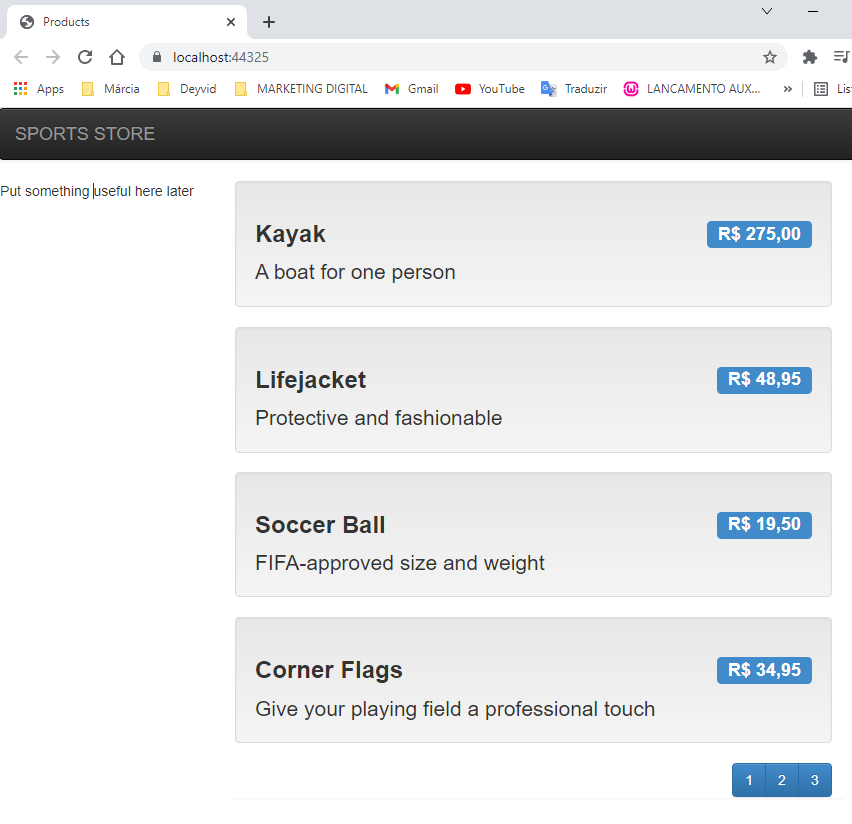 Products
localhost:44325
Apps Márcia Deyvid MARKETING DIGITAL Gmail YouTube Traduzir LANCAMENTO AUX... » Lis
SPORTS STORE
Put something useful here later
Kayak R$ 275,00
A boat for one person
Lifejacket R$ 48,95
Protective and fashionable
Soccer Ball R$ 19,50
FIFA-approved size and weight
Corner Flags R$ 34,95
Give your playing field a professional touch
1 2 3